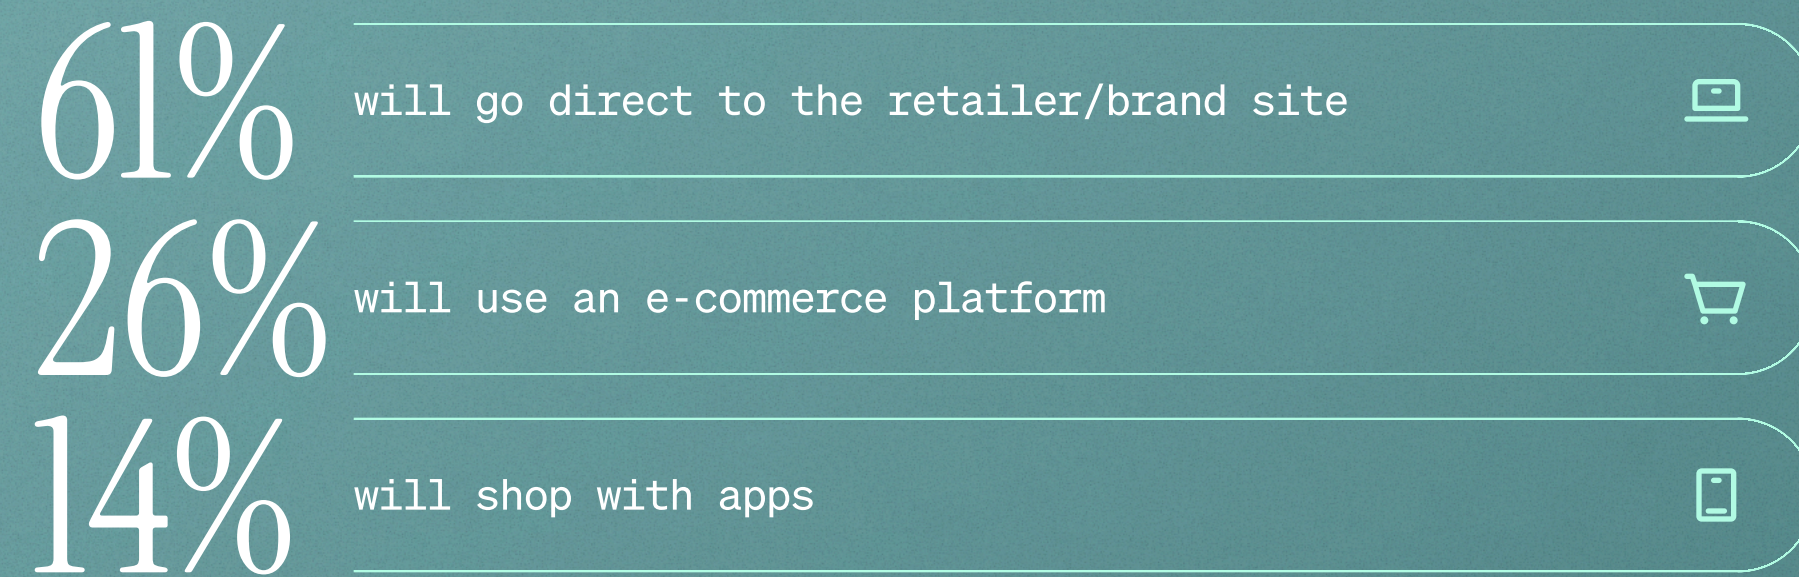 61% will go direct to the retailer/brand site
26% will use an e-commerce platform
14% will shop with apps